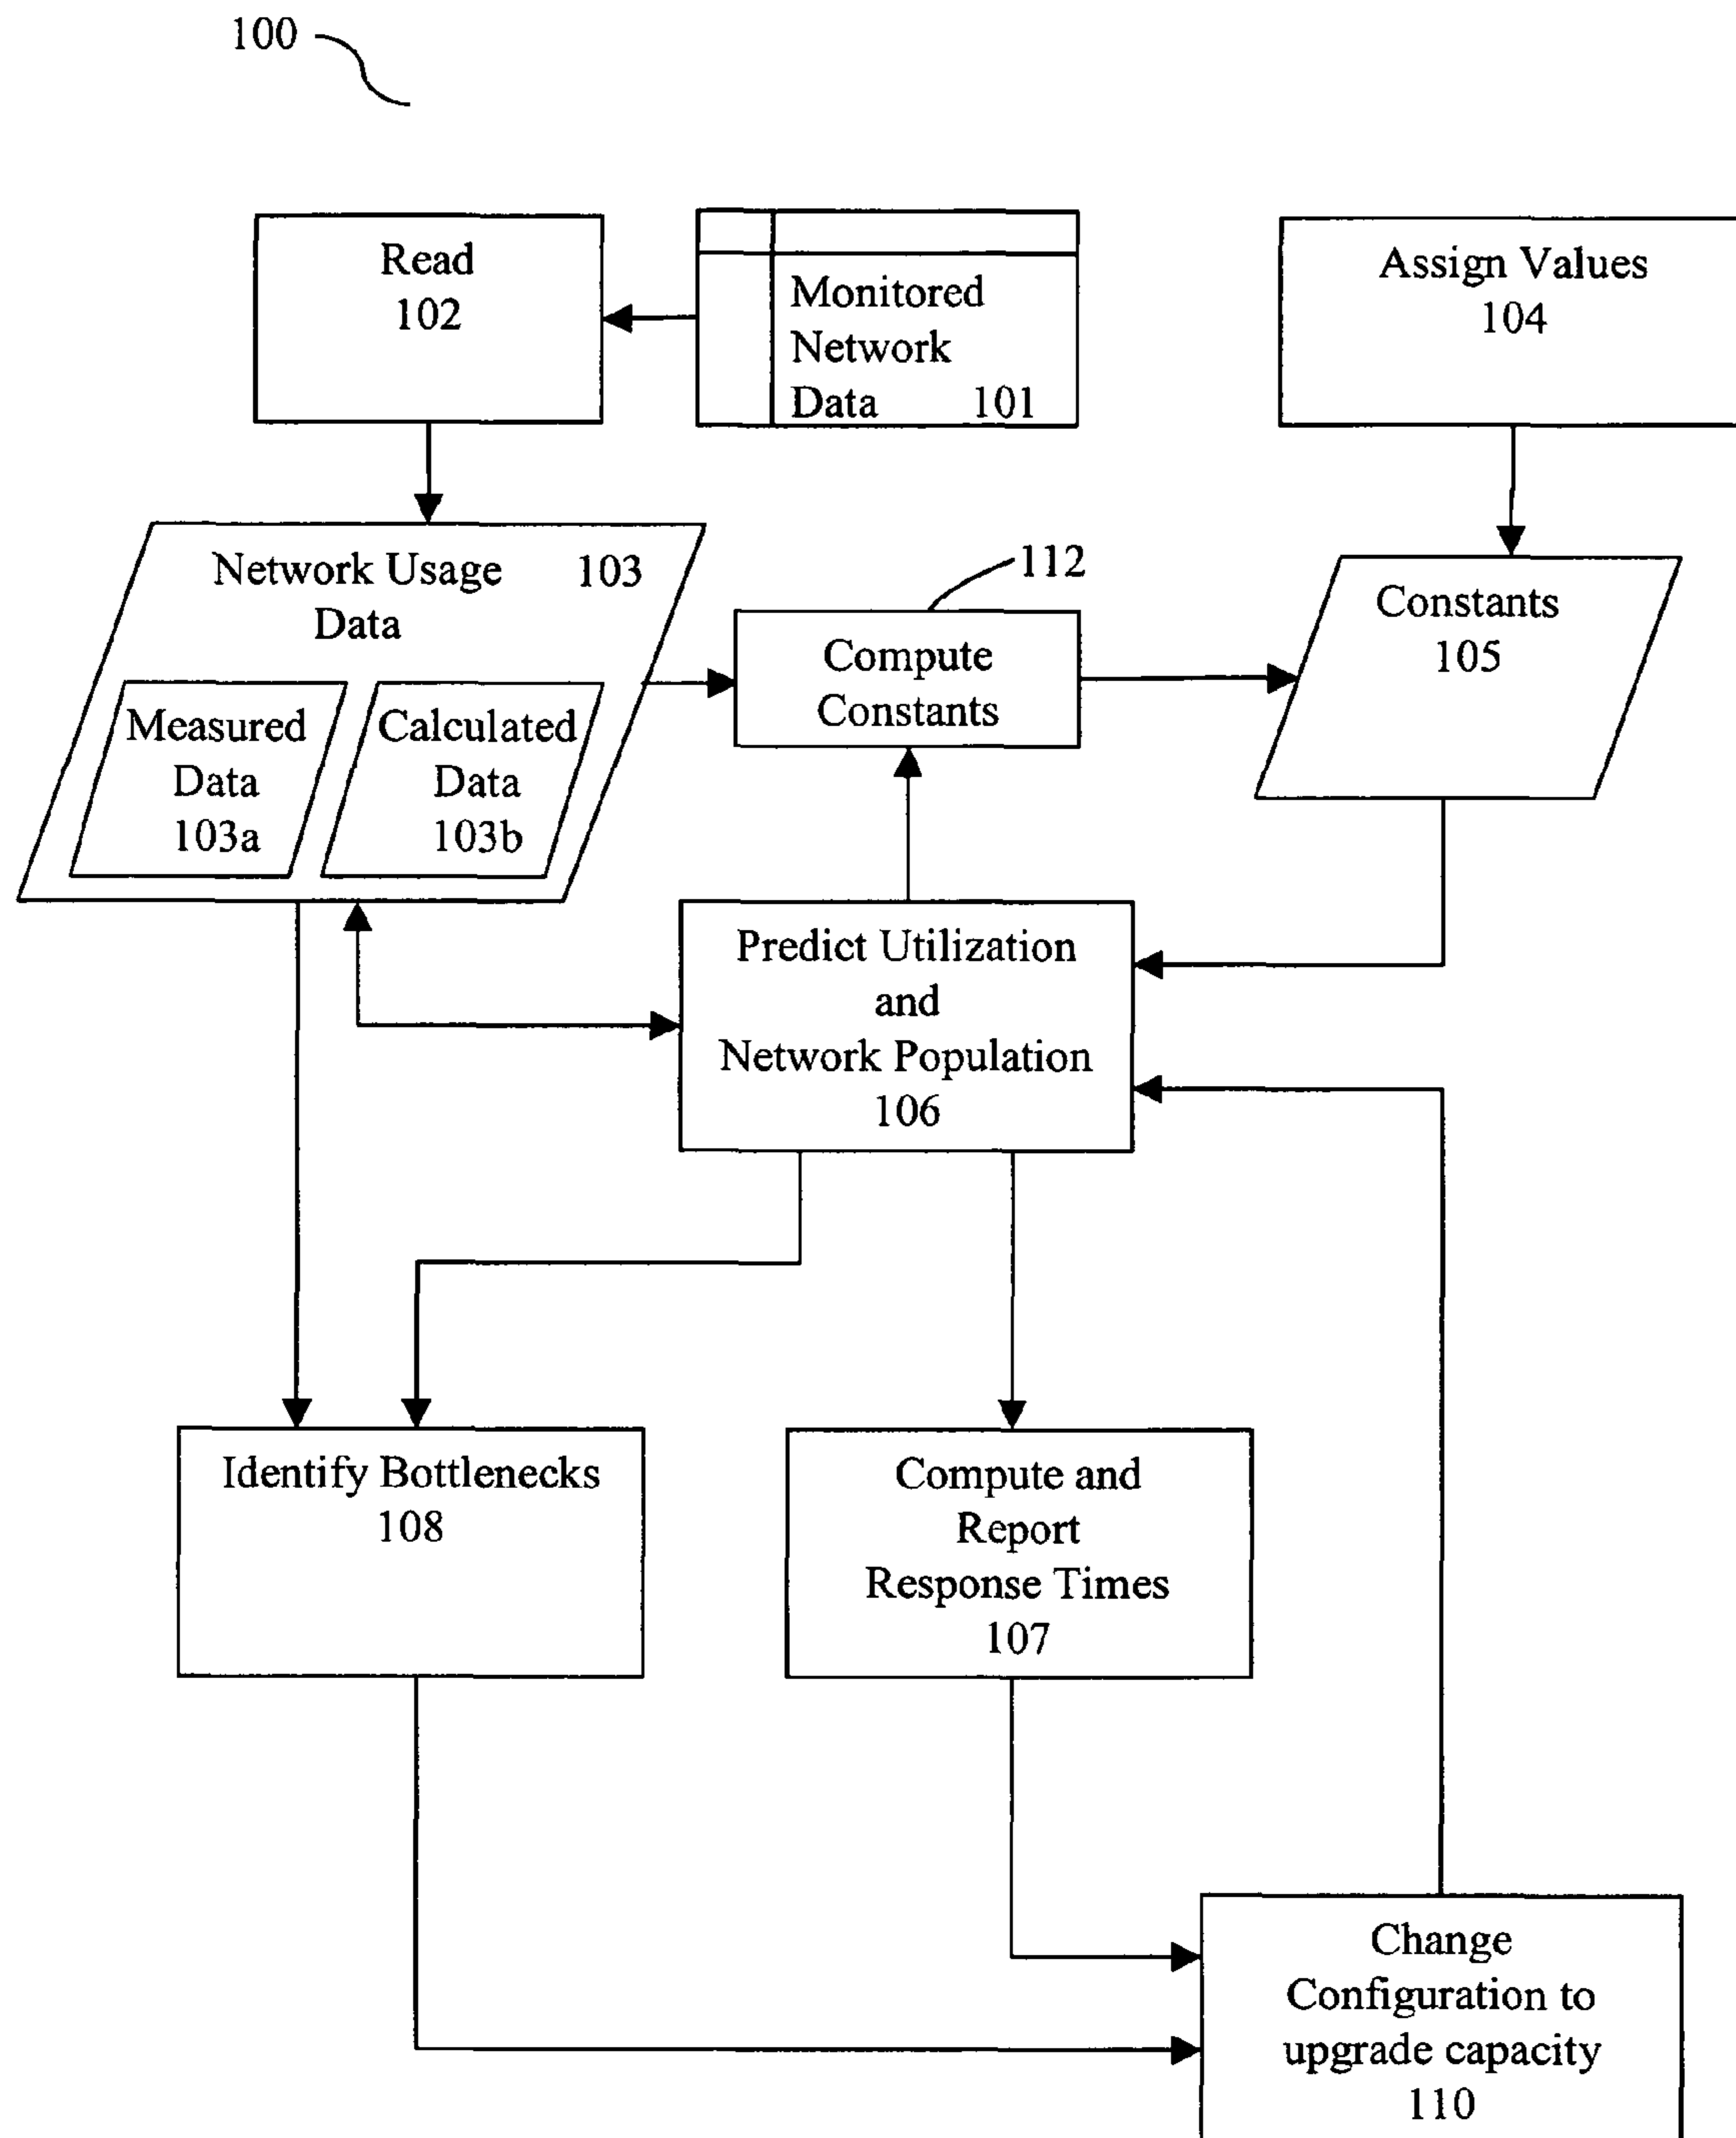 100
Read
102
Monitored
Network
Data 101
Assign Values
104
Network Usage 103
Data
Measured
Data
103a
Calculated
Data
103b
112
Compute
Constants
Constants
105
Predict Utilization
and
Network Population
106
Identify Bottlenecks
108
Compute and
Report
Response Times
107
Change
Configuration to
upgrade capacity
110